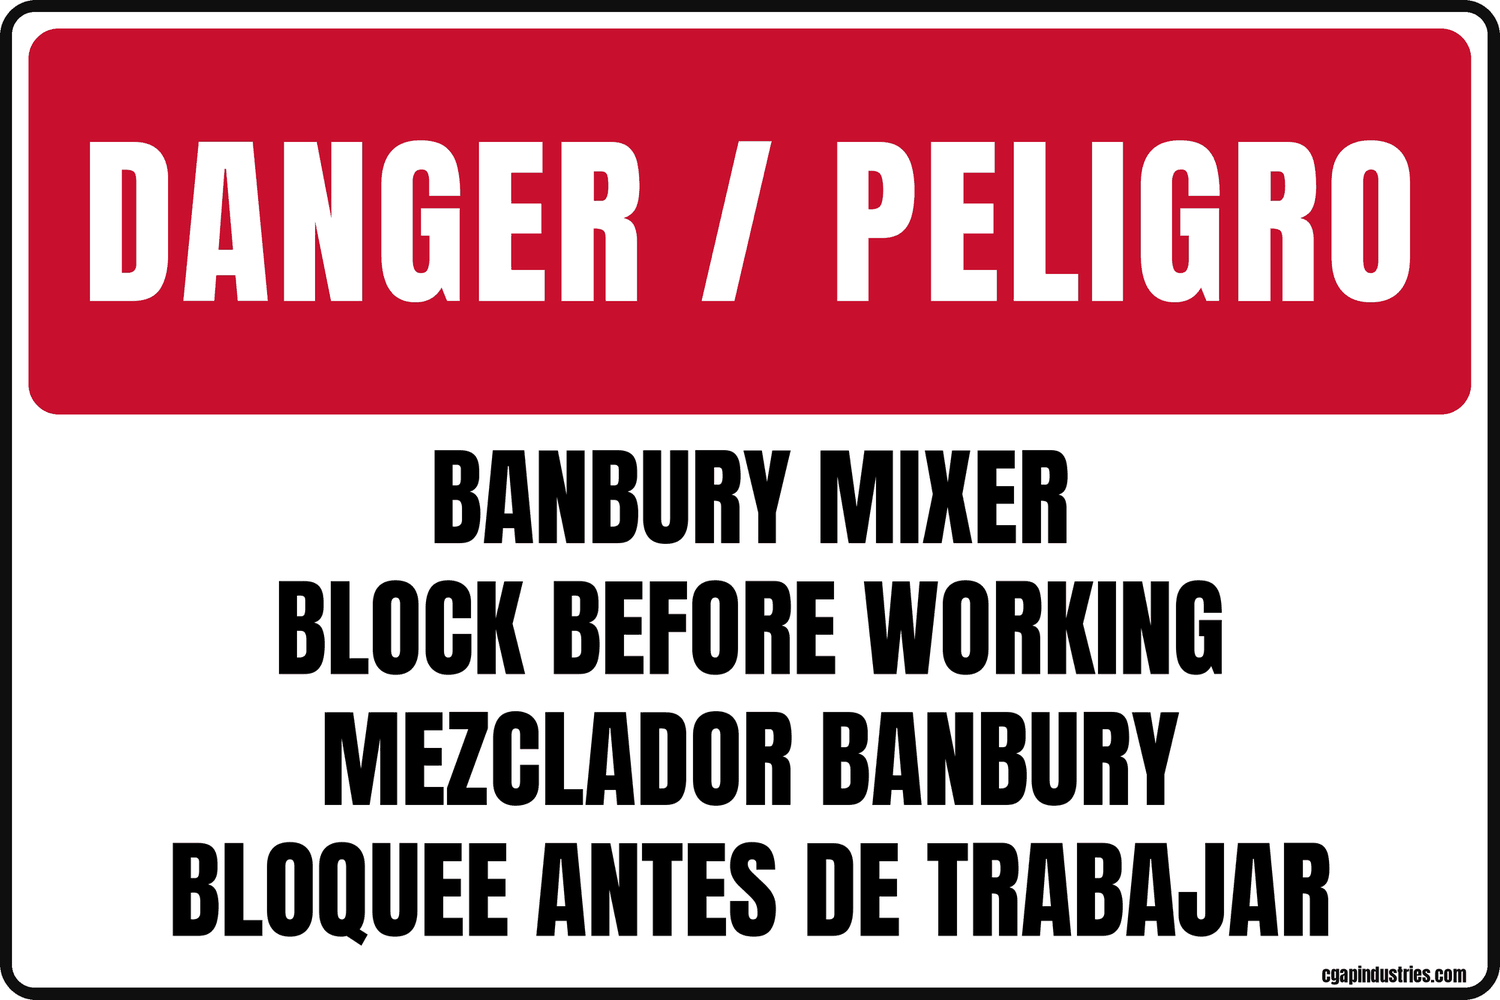 DANGER / PELIGRO
BANBURY MIXER
BLOCK BEFORE WORKING
MEZCLADOR BANBURY
BLOQUEE ANTES DE TRABAJAR
cgapindustries.com